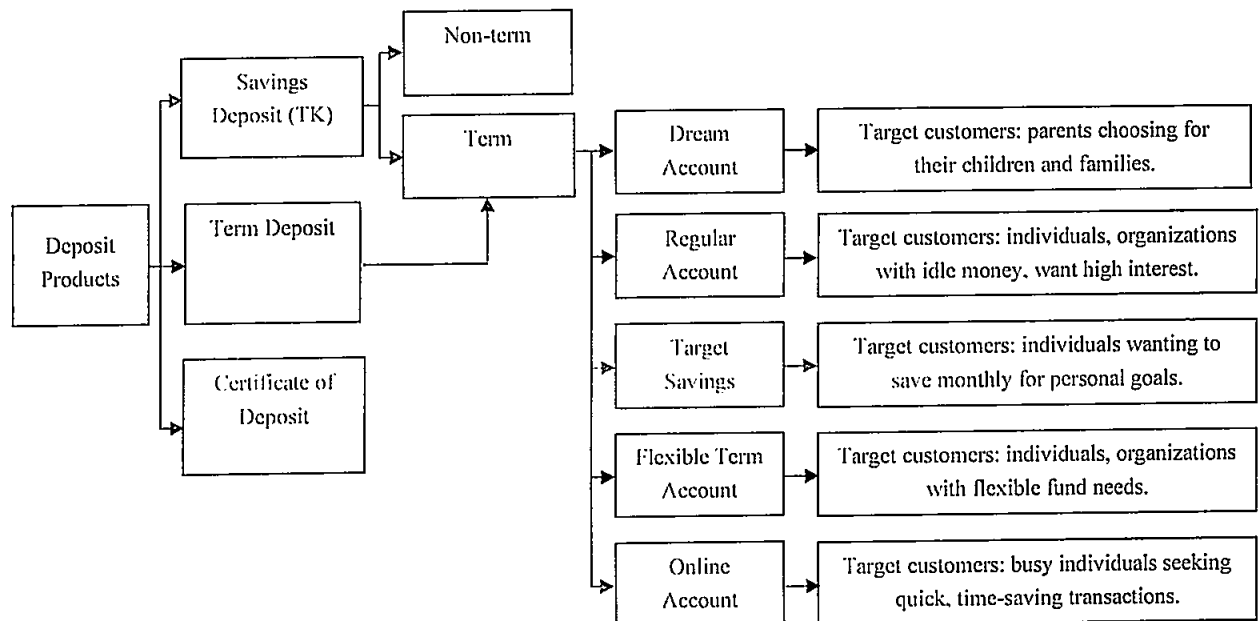 Deposit
Products
Savings
Deposit (TK)
Term Deposit
Certificate of
Deposit
Non-term
Term
Dream
Account
Target customers: parents choosing for
their children and families.
Regular
Account
Target customers: individuals, organizations
with idle money, want high interest.
Target
Savings
Target customers: individuals wanting to
save monthly for personal goals.
Flexible Term
Account
Target customers: individuals, organizations
with flexible fund needs.
Online
Account
Target customers: busy individuals seeking
quick, time-saving transactions.